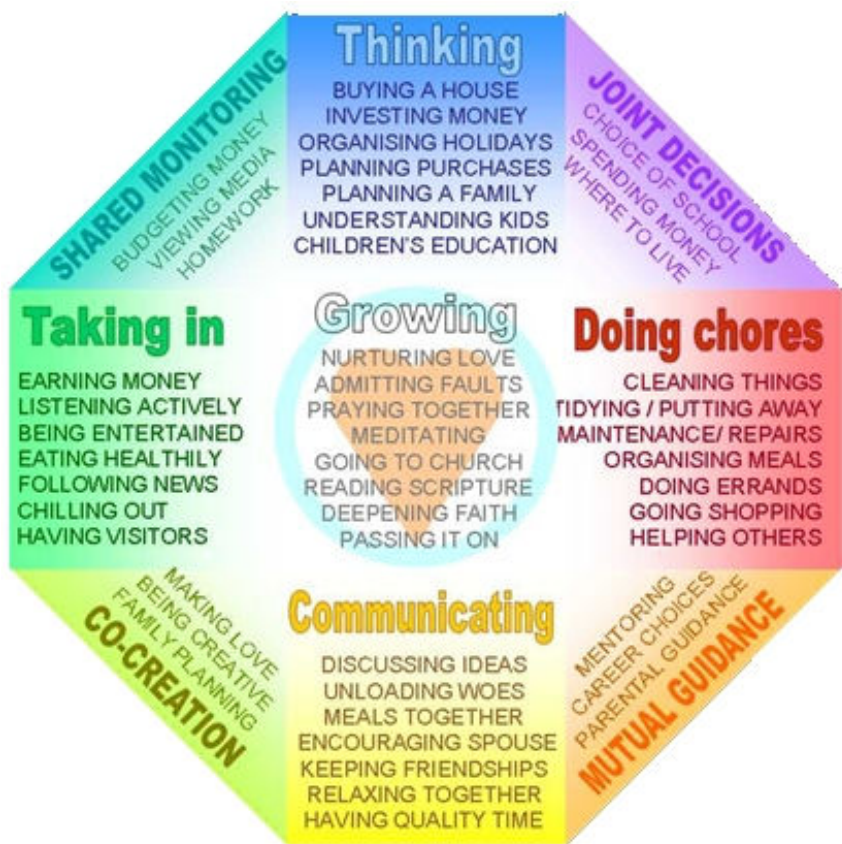 Thinking
BUYING A HOUSE
INVESTING MONEY
ORGANISING HOLIDAYS
PLANNING PURCHASES
PLANNING A FAMILY
UNDERSTANDING KIDS
CHILDREN'S EDUCATION
SHARED MONITORING
BUDGETING MONEY
VIEWING MEDIA
HOMEWORK
JOINT DECISIONS
CHOICE OF SCHOOL
SPENDING MONEY
WHERE TO LIVE
Taking in
EARNING MONEY
LISTENING ACTIVELY
BEING ENTERTAINED
EATING HEALTHILY
FOLLOWING NEWS
CHILLING OUT
HAVING VISITORS
Growing
NURTURING LOVE
ADMITTING FAULTS
PRAYING TOGETHER
MEDITATING
GOING TO CHURCH
READING SCRIPTURE
DEEPENING FAITH
PASSING IT ON
Doing chores
CLEANING THINGS
TIDYING / PUTTING AWAY
MAINTENANCE/ REPAIRS
ORGANISING MEALS
DOING ERRANDS
GOING SHOPPING
HELPING OTHERS
MAKING LOVE
BEING CREATIVE
FAMILY PLANNING
CO-CREATION
Communicating
DISCUSSING IDEAS
UNLOADING WOES
MEALS TOGETHER
ENCOURAGING SPOUSE
KEEPING FRIENDSHIPS
RELAXING TOGETHER
HAVING QUALITY TIME
MENTORING
CAREER CHOICES
PARENTAL GUIDANCE
MUTUAL GUIDANCE